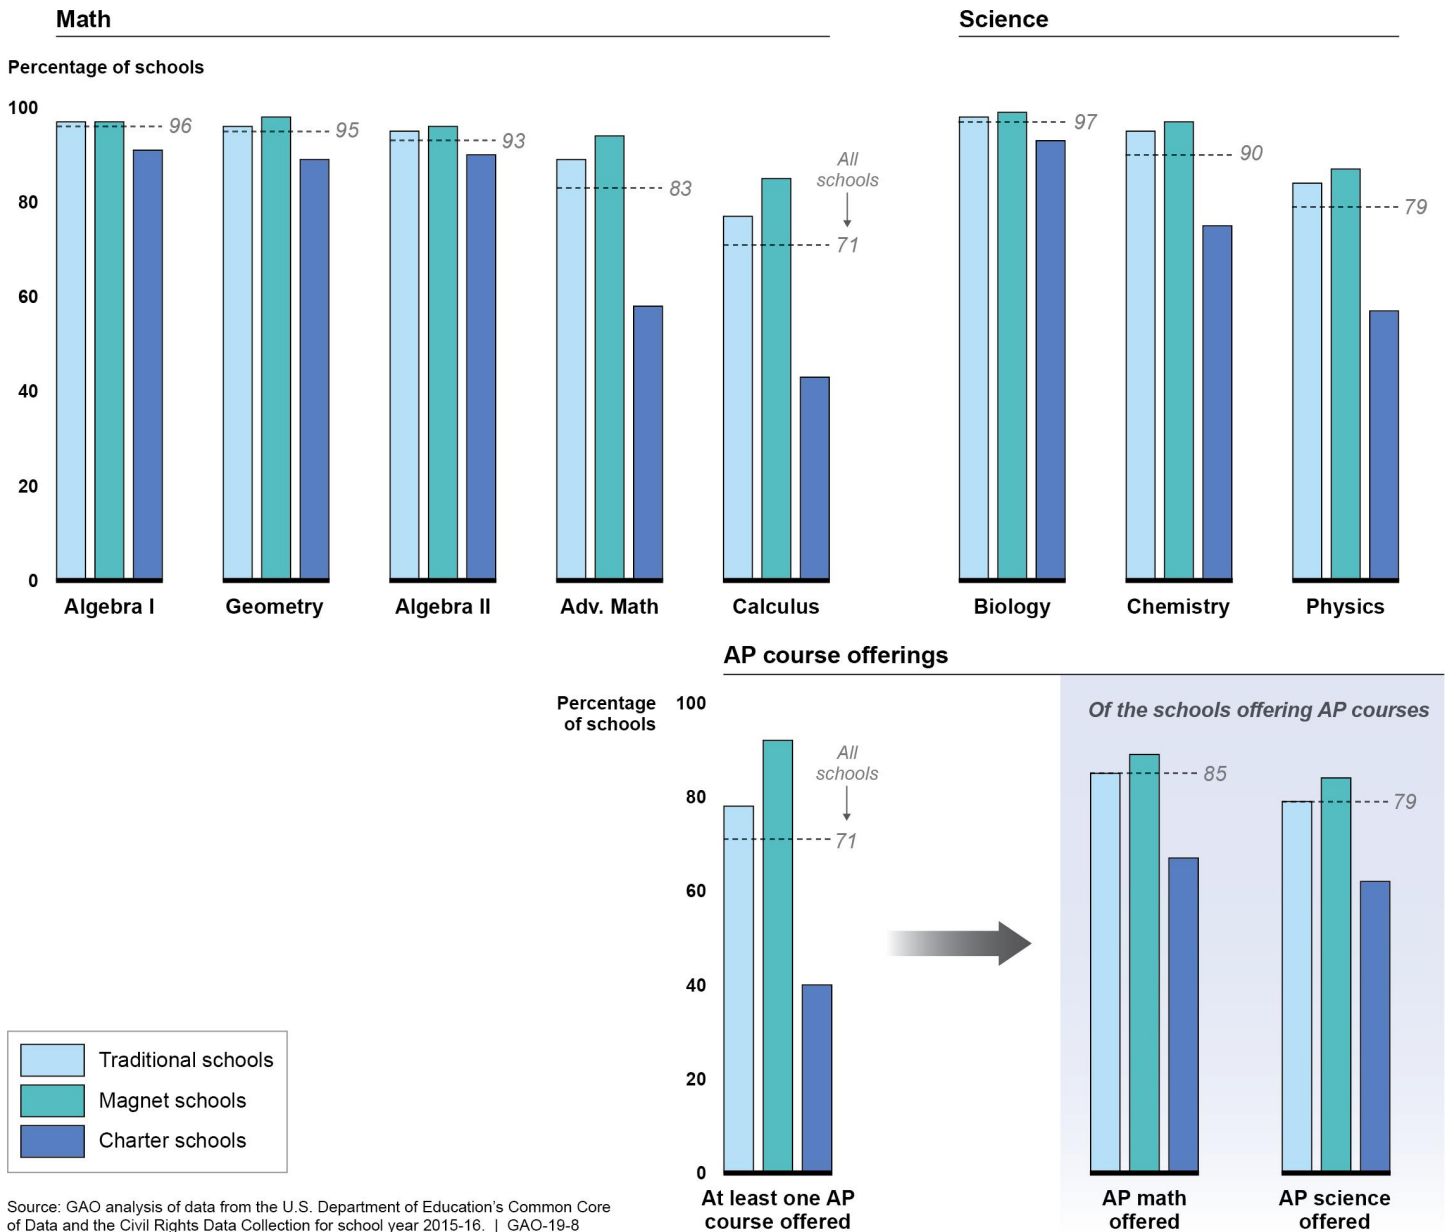 Math
Science
Percentage of schools
100
80
60
40
20
0
96
95
93
83
All
schools
71
97
90
79
Algebra I
Geometry
Algebra II
Adv. Math
Calculus
Biology
Chemistry
Physics
AP course offerings
Percentage
of schools
100
80
60
40
20
0
All
schools
71
Of the schools offering AP courses
85
79
At least one AP
course offered
AP math
offered
AP science
offered
Traditional schools
Magnet schools
Charter schools
Source: GAO analysis of data from the U.S. Department of Education’s Common Core
of Data and the Civil Rights Data Collection for school year 2015-16. | GAO-19-8